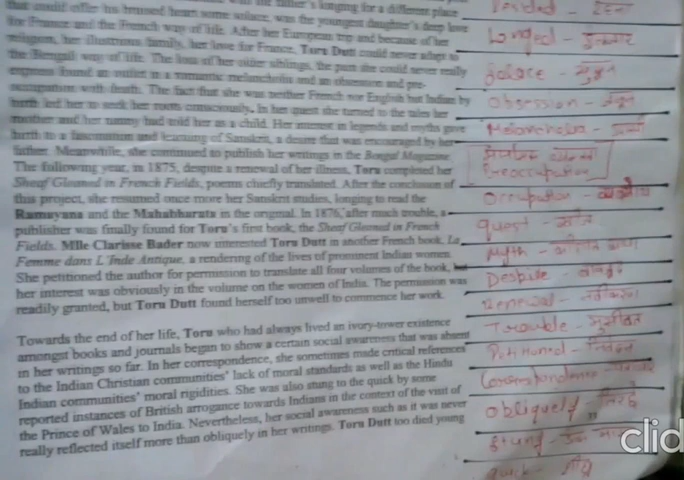 that could offer his bruised heart some solace, was the youngest daughter's deep love
for France and the French way of life. After her European trip and because of her
religion, her illustrious family, her love for France, Toru Dutt could never adapt to
the Bengali way of life. The loss of her older siblings, the pain she could never really
express found an outlet in a romantic melancholia and an obsession and pre-
occupation with death. The fact that she was neither French nor English but Indian by
birth led her to seek her roots consciously. In her quest she turned to the tales her
mother and her nanny had told her as a child. Her interest in legends and myths gave
birth to a fascination and learning of Sanskrit, a desire that was encouraged by her
father. Meanwhile, she continued to publish her writings in the Bengal Magazine.
The following year, in 1875, despite a renewal of her illness, Toru completed her
Sheaf Gleaned in French Fields, poems chiefly translated. After the conclusion of
this project, she resumed once more her Sanskrit studies, longing to read the
Ramayana and the Mahabharata in the original. In 1876, after much trouble, a
publisher was finally found for Toru's first book, the Sheaf Gleaned in French
Fields. Mlle Clarisse Bader now interested Toru Dutt in another French book, La
Femme dans L'Inde Antique, a rendering of the lives of prominent Indian women.
She petitioned the author for permission to translate all four volumes of the book, but
her interest was obviously in the volume on the women of India. The permission was
readily granted, but Toru Dutt found herself too unwell to commence her work.
Towards the end of her life, Toru who had always lived an ivory-tower existence
amongst books and journals began to show a certain social awareness that was absent
in her writings so far. In her correspondence, she sometimes made critical references
to the Indian Christian communities' lack of moral standards as well as the Hindu
Indian communities' moral rigidities. She was also stung to the quick by some
reported instances of British arrogance towards Indians in the context of the visit of
the Prince of Wales to India. Nevertheless, her social awareness such as it was never
really reflected itself more than obliquely in her writings. Toru Dutt too died young
Longed -
Solace -
Obsession -
Melancholia -
Preoccupation
Occupation -
Quest -
Myth -
Despite -
Renewal -
Trouble - मुसीबत
Petitioned -
Correspondence -
Obliquely -
Stung -
quick - शीघ्र
clid